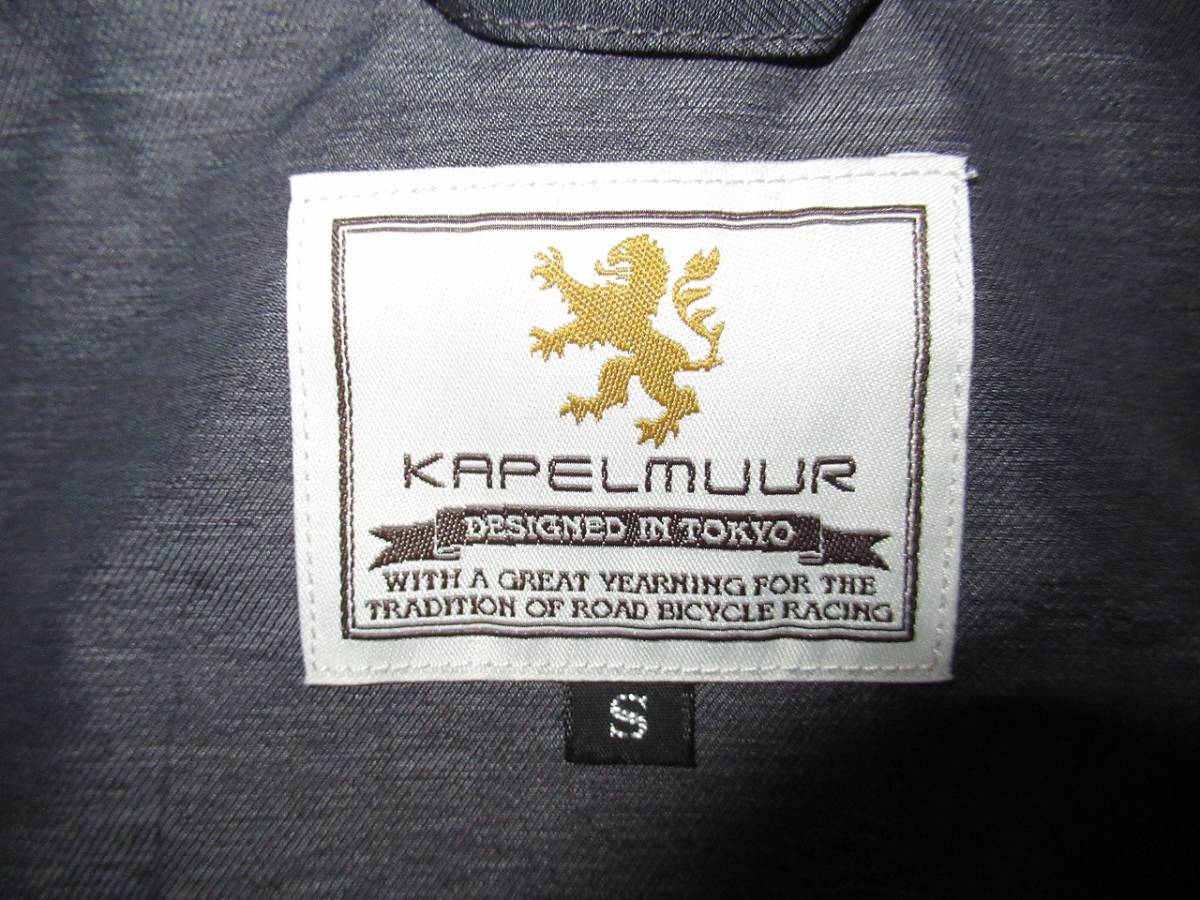 KAPELMUUR
DESIGNED IN TOKYO
WITH A GREAT YEARNING FOR THE
TRADITION OF ROAD BICYCLE RACING
S